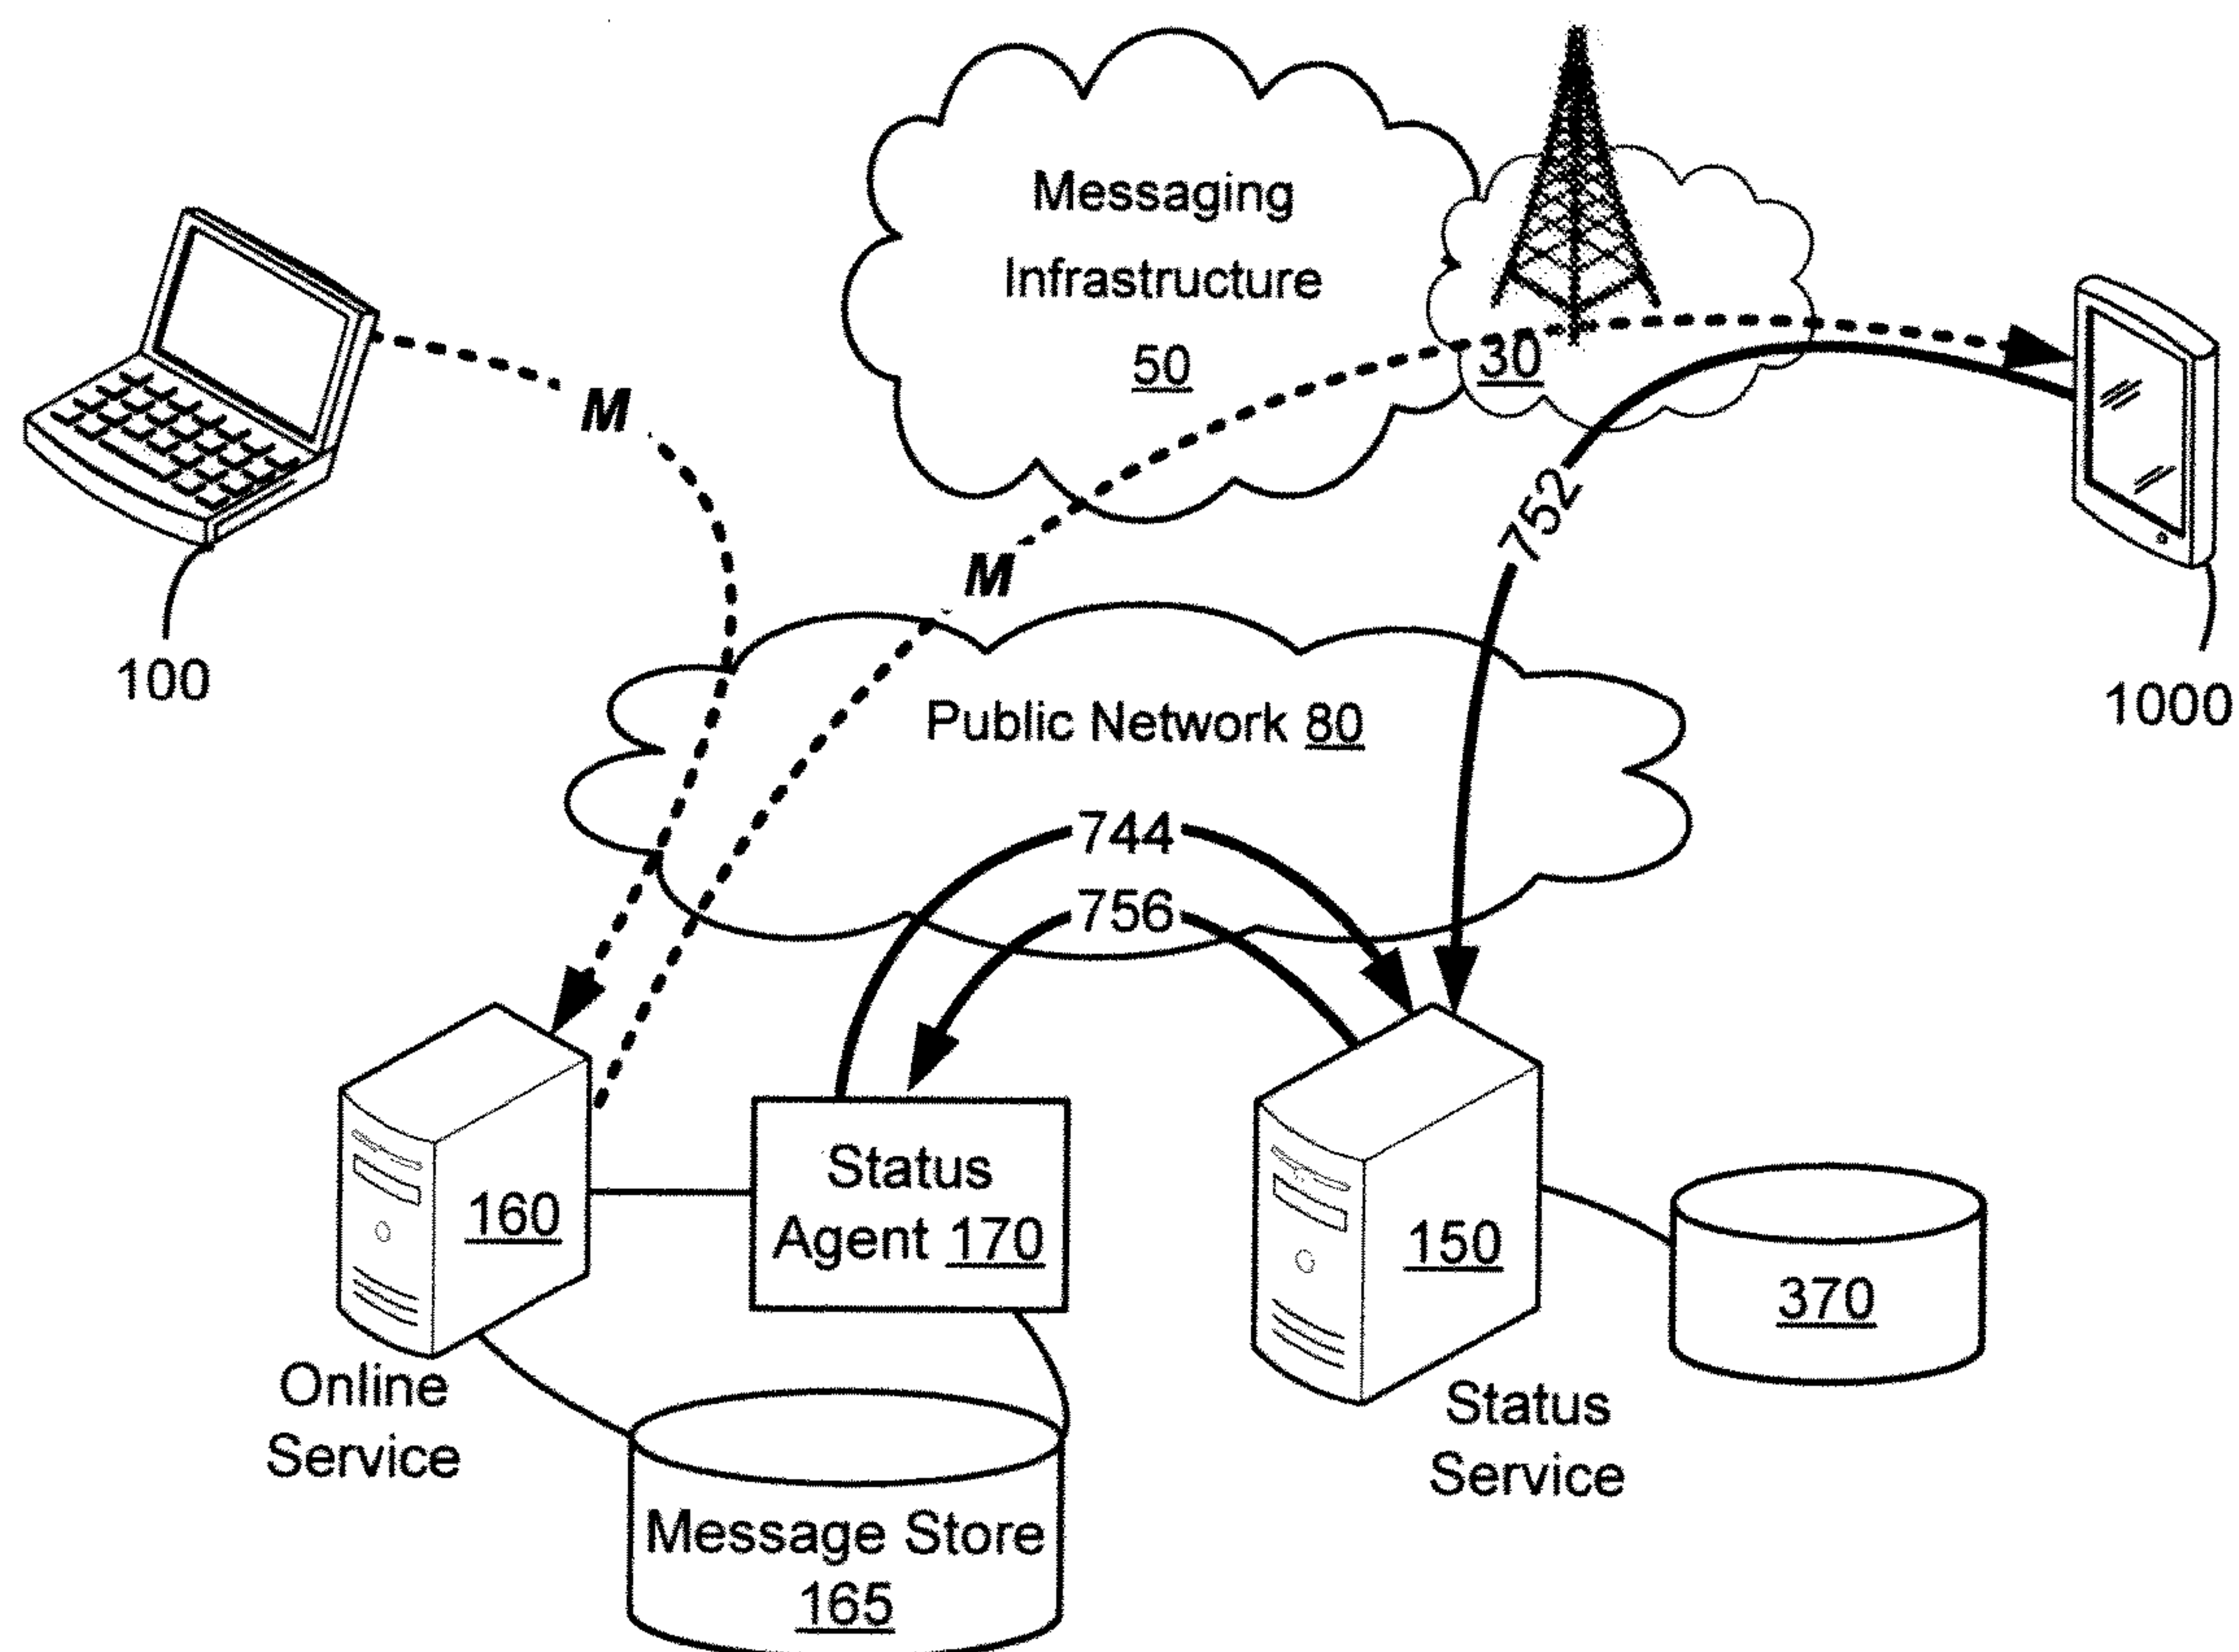 Messaging
Infrastructure
50
30
M
M
752
100
1000
Public Network 80
744
756
160
Status
Agent 170
150
370
Online
Service
Status
Service
Message Store
165